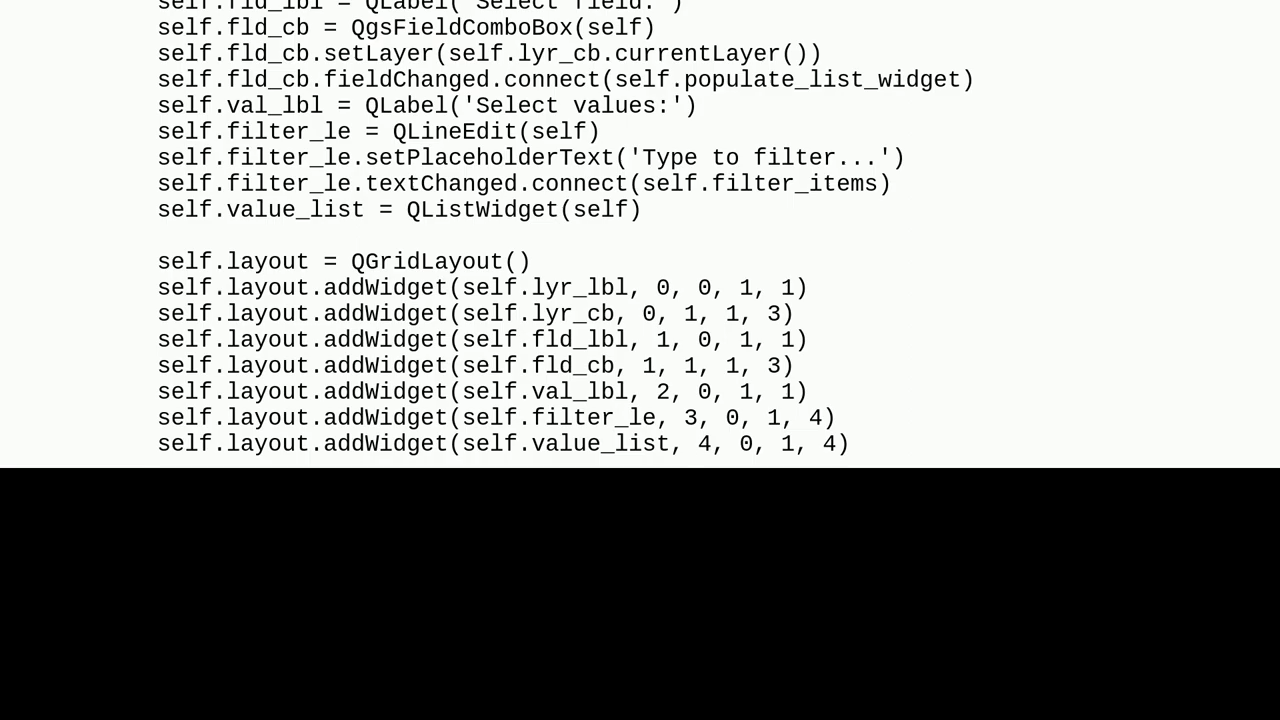 self.fld_lbl = QLabel('Select field:')
self.fld_cb = QgsFieldComboBox(self)
self.fld_cb.setLayer(self.lyr_cb.currentLayer())
self.fld_cb.fieldChanged.connect(self.populate_list_widget)
self.val_lbl = QLabel('Select values:')
self.filter_le = QLineEdit(self)
self.filter_le.setPlaceholderText('Type to filter...')
self.filter_le.textChanged.connect(self.filter_items)
self.value_list = QListWidget(self)
self.layout = QGridLayout()
self.layout.addWidget(self.lyr_lbl, 0, 0, 1, 1)
self.layout.addWidget(self.lyr_cb, 0, 1, 1, 3)
self.layout.addWidget(self.fld_lbl, 1, 0, 1, 1)
self.layout.addWidget(self.fld_cb, 1, 1, 1, 3)
self.layout.addWidget(self.val_lbl, 2, 0, 1, 1)
self.layout.addWidget(self.filter_le, 3, 0, 1, 4)
self.layout.addWidget(self.value_list, 4, 0, 1, 4)